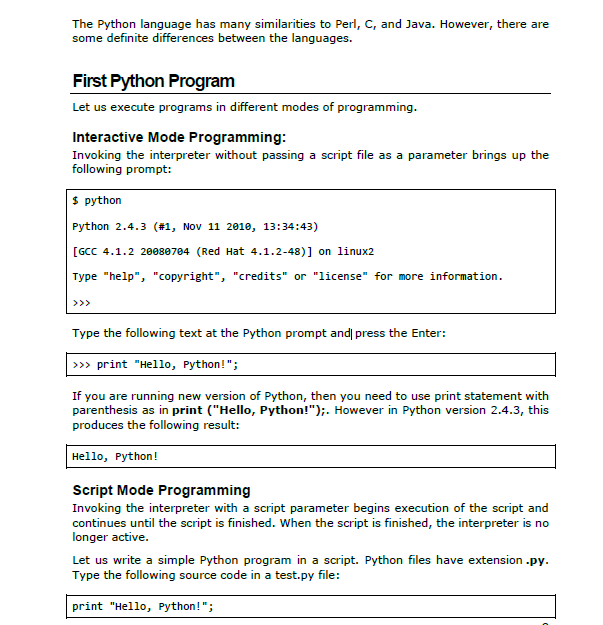 The Python language has many similarities to Perl, C, and Java. However, there are
some definite differences between the languages.
First Python Program
Let us execute programs in different modes of programming.
Interactive Mode Programming:
Invoking the interpreter without passing a script file as a parameter brings up the
following prompt:
$ python
Python 2.4.3 (#1, Nov 11 2010, 13:34:43)
[GCC 4.1.2 20080704 (Red Hat 4.1.2-48)] on linux2
Type "help", "copyright", "credits" or "license" for more information.
>>>
Type the following text at the Python prompt and press the Enter:
>>> print "Hello, Python!";
If you are running new version of Python, then you need to use print statement with
parenthesis as in print ("Hello, Python!");. However in Python version 2.4.3, this
produces the following result:
Hello, Python!
Script Mode Programming
Invoking the interpreter with a script parameter begins execution of the script and
continues until the script is finished. When the script is finished, the interpreter is no
longer active.
Let us write a simple Python program in a script. Python files have extension .py.
Type the following source code in a test.py file:
print "Hello, Python!";